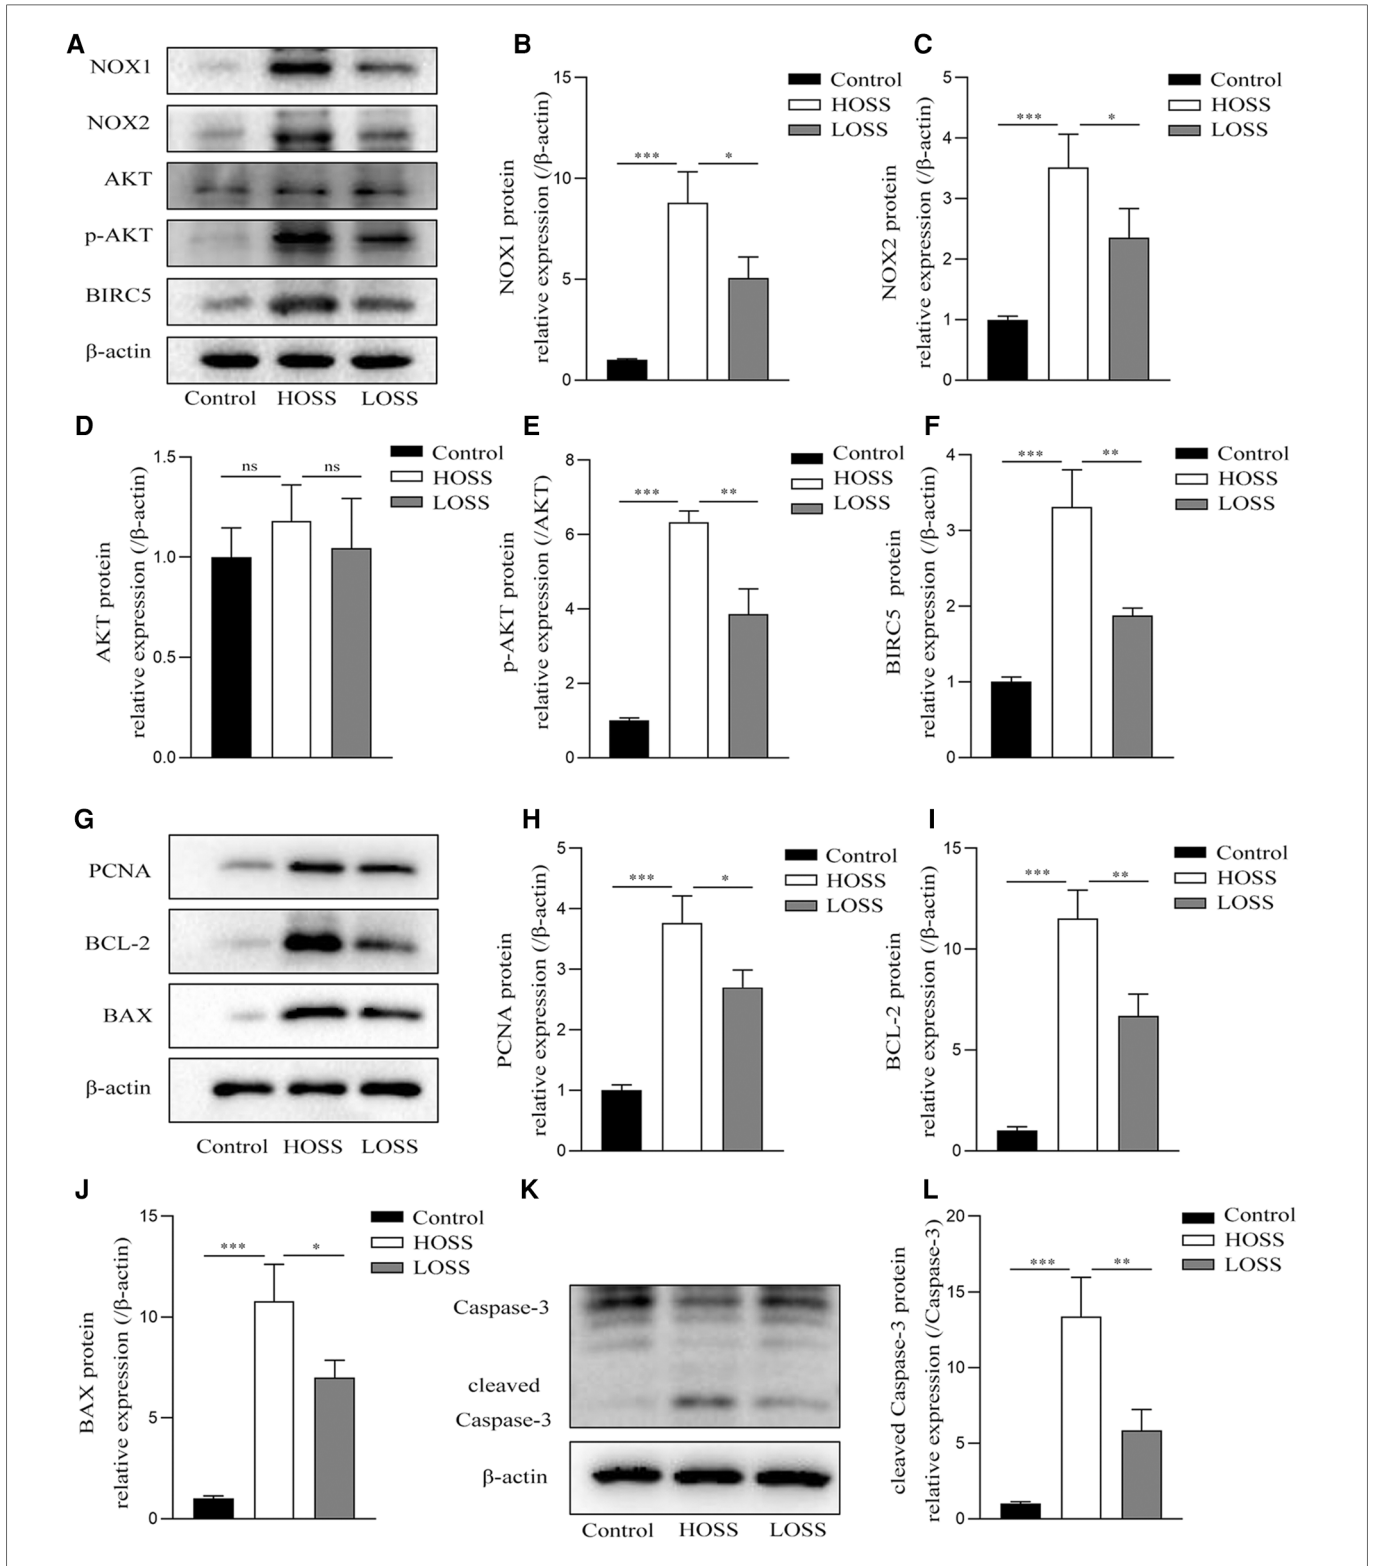 A
NOX1
NOX2
AKT
p-AKT
BIRC5
β-actin
Control HOSS LOSS
B
NOX1 protein
relative expression (/β-actin)
15
10
5
0
*** *
Control
HOSS
LOSS
C
NOX2 protein
relative expression (/β-actin)
5
4
3
2
1
0
*** *
Control
HOSS
LOSS
D
AKT protein
relative expression (/β-actin)
1.5
1.0
0.5
0.0
ns ns
Control
HOSS
LOSS
E
p-AKT protein
relative expression (/AKT)
8
6
4
2
0
*** **
Control
HOSS
LOSS
F
BIRC5 protein
relative expression (/β-actin)
4
3
2
1
0
*** **
Control
HOSS
LOSS
G
PCNA
BCL-2
BAX
β-actin
Control HOSS LOSS
H
PCNA protein
relative expression (/β-actin)
5
4
3
2
1
0
*** *
Control
HOSS
LOSS
I
BCL-2 protein
relative expression (/β-actin)
15
10
5
0
*** **
Control
HOSS
LOSS
J
BAX protein
relative expression (/β-actin)
15
10
5
0
*** *
Control
HOSS
LOSS
K
Caspase-3
cleaved
Caspase-3
β-actin
Control HOSS LOSS
L
cleaved Caspase-3 protein
relative expression (/Caspase-3)
20
15
10
5
0
*** **
Control
HOSS
LOSS